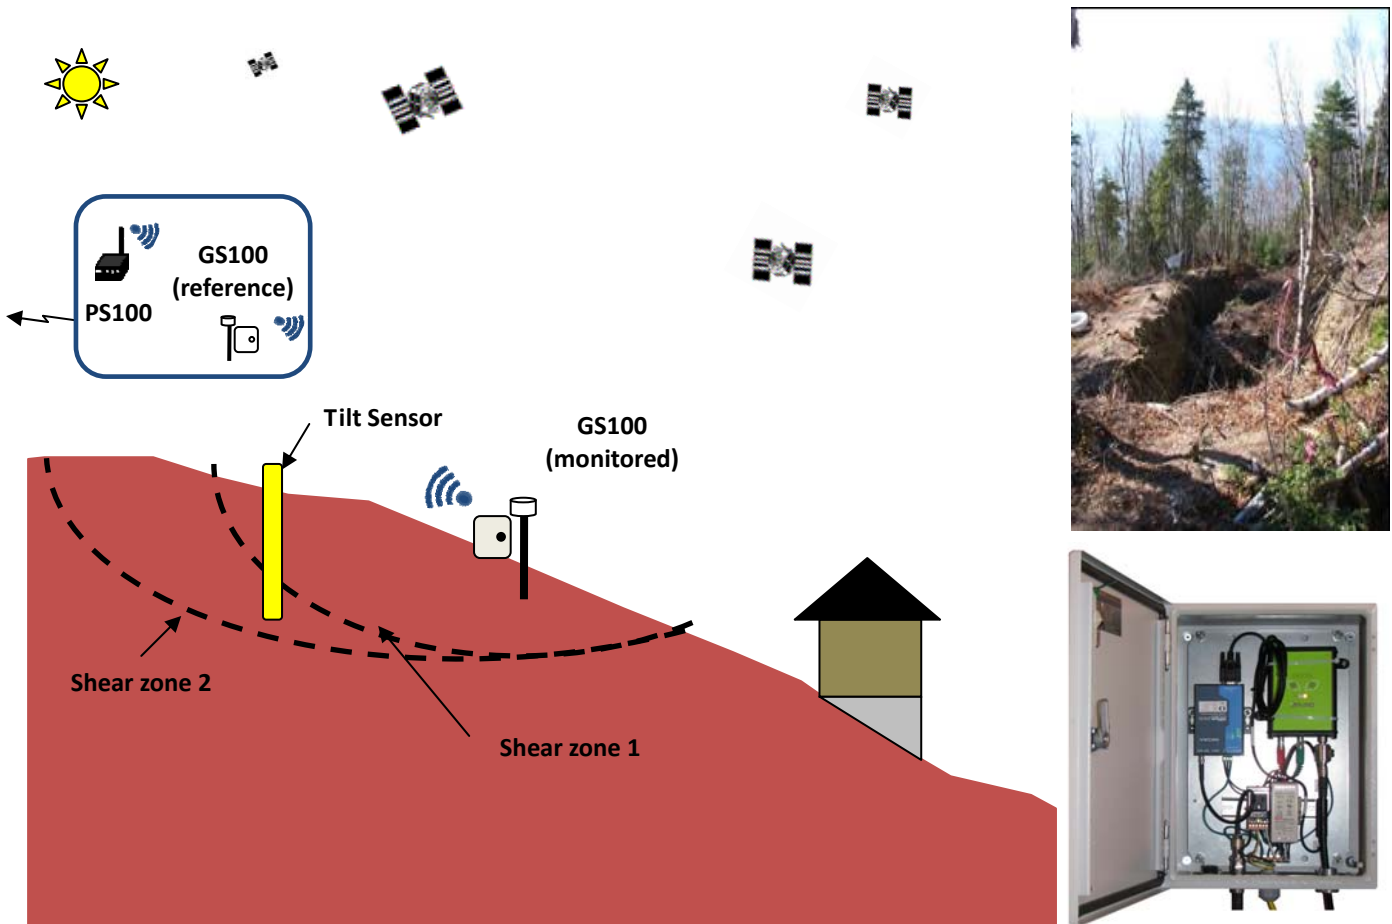 GS100
(reference)
PS100
Tilt Sensor
GS100
(monitored)
Shear zone 2
Shear zone 1